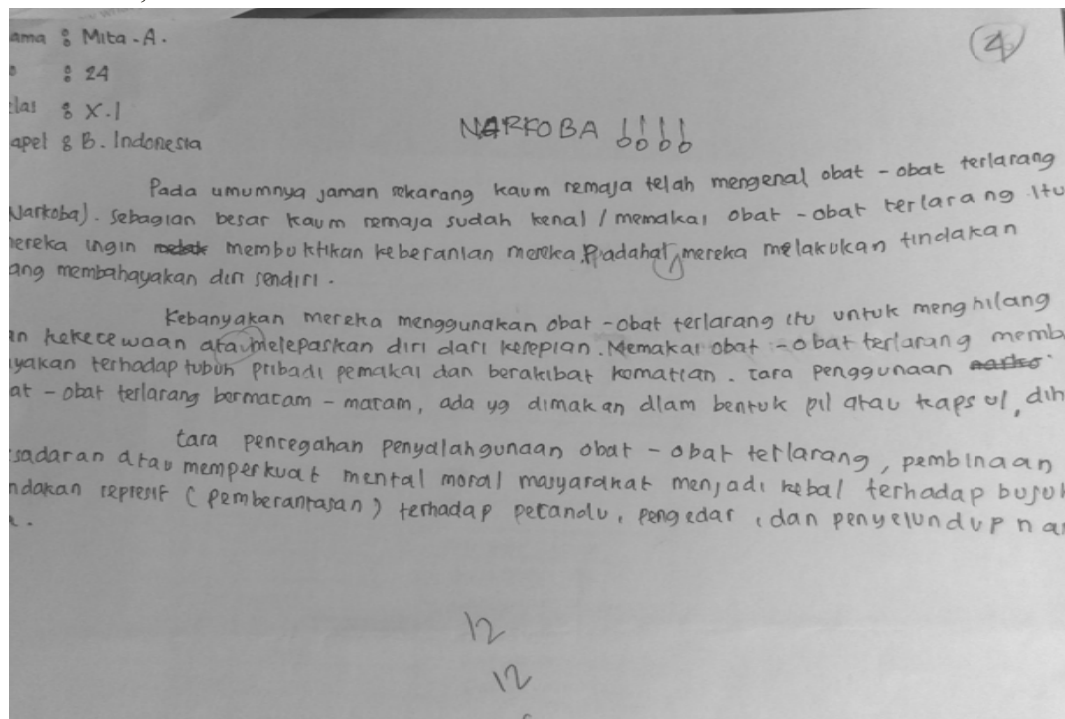 ama : Mita.A.
4
: 24
las : X.1
apel : B. Indonesia
NARKOBA !!!!
Pada umumnya jaman sekarang kaum remaja telah mengenal obat-obat terlarang
Narkoba). Sebagian besar kaum remaja sudah kenal / memakai obat-obat terlarang itu
ereka ingin membuktikan keberanian mereka. Padahal, mereka melakukan tindakan
ang membahayakan diri sendiri.
Kebanyakan mereka menggunakan obat-obat terlarang itu untuk menghilang
an kekecewaan atau melepaskan diri dari kesepian. Memakai obat-obat terlarang memb
yakan terhadap tubuh pribadi pemakai dan berakibat kematian. Cara penggunaan
at-obat terlarang bermacam-macam, ada yg dimakan dlam bentuk pil atau kapsul, dih
Cara pencegahan penyalahgunaan obat-obat terlarang, pembinaan
sadaran atau memperkuat mental moral masyarakat menjadi kebal terhadap bujuk
ndakan represif (pemberantasan) terhadap pecandu, pengedar, dan penyelundup na
12
12